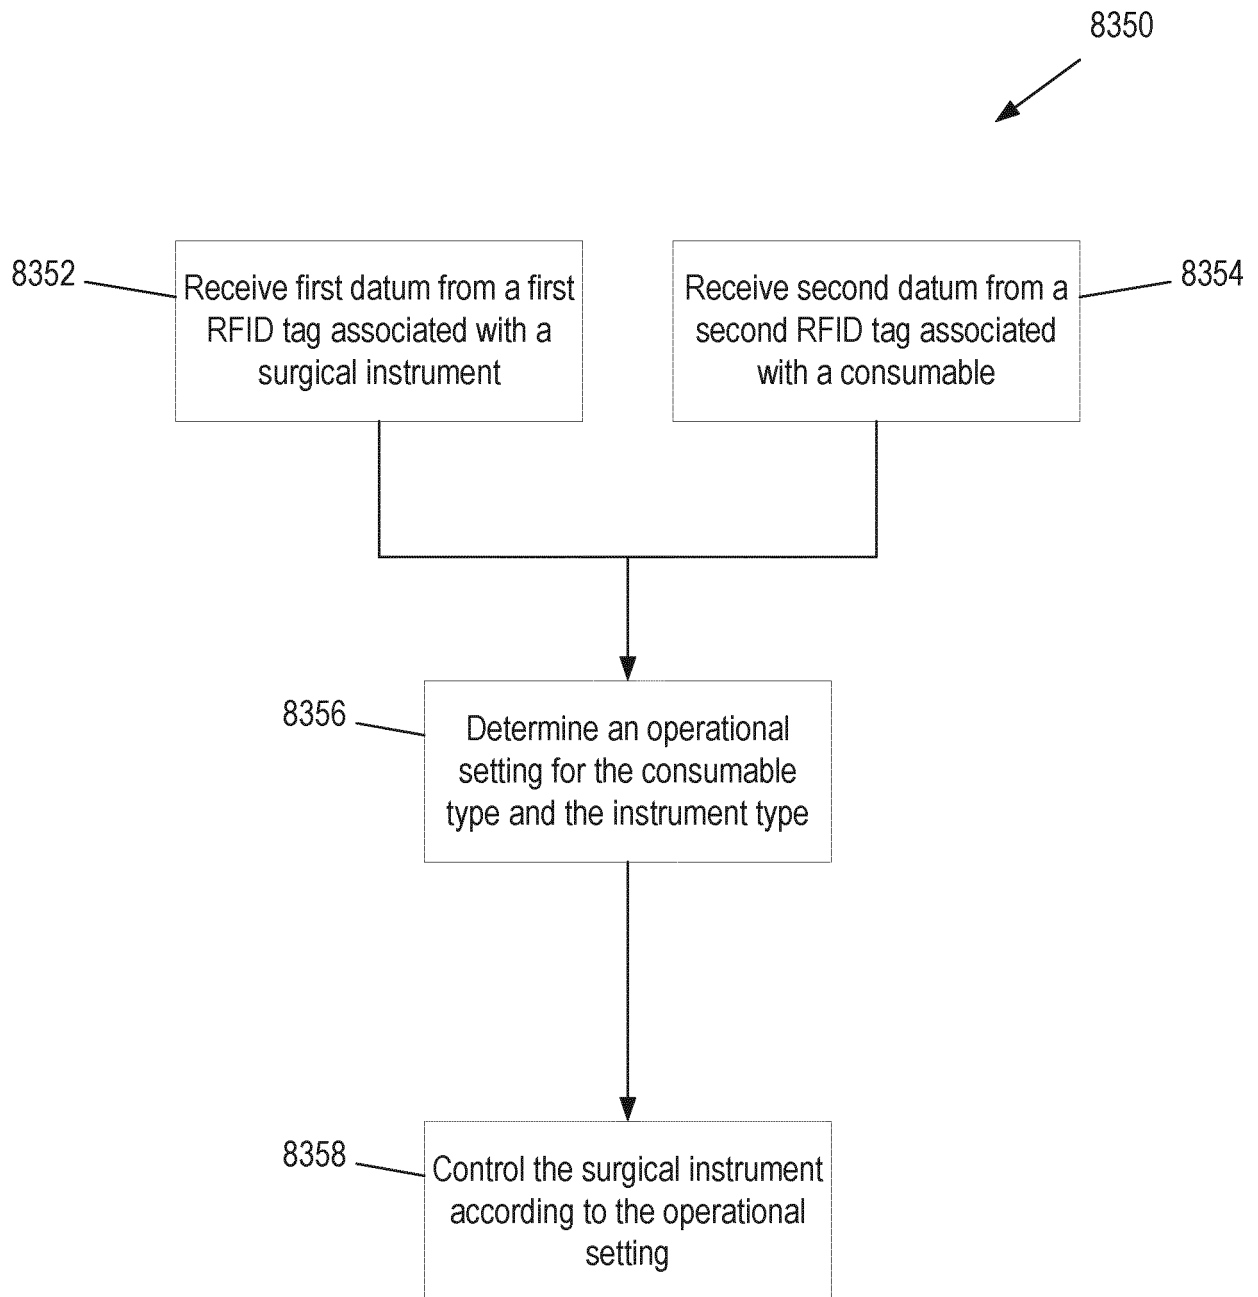 8350
8352
Receive first datum from a first
RFID tag associated with a
surgical instrument
Receive second datum from a
second RFID tag associated
with a consumable
8354
8356
Determine an operational
setting for the consumable
type and the instrument type
8358
Control the surgical instrument
according to the operational
setting